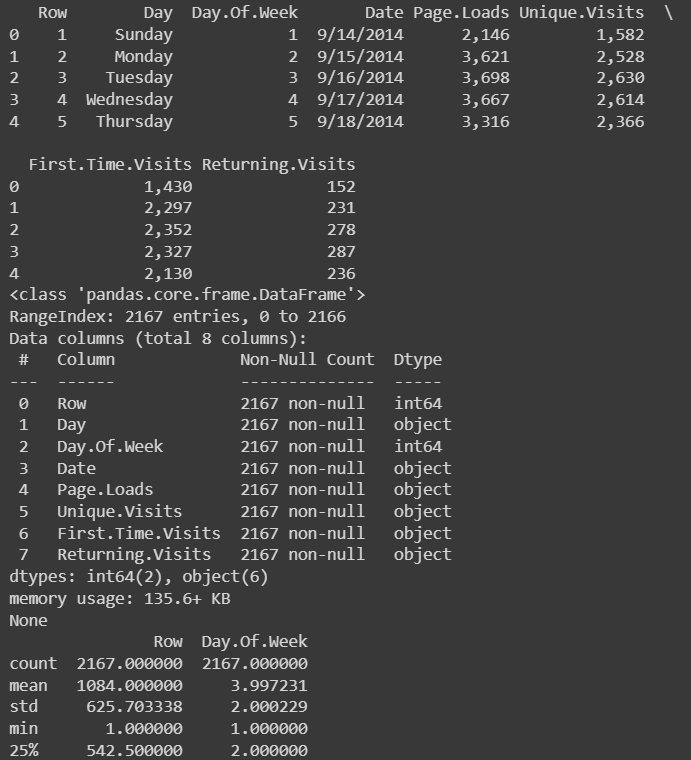 Row        Day  Day.Of.Week       Date Page.Loads Unique.Visits  \
0    1     Sunday            1  9/14/2014      2,146         1,582
1    2     Monday            2  9/15/2014      3,621         2,528
2    3    Tuesday            3  9/16/2014      3,698         2,630
3    4  Wednesday            4  9/17/2014      3,667         2,614
4    5   Thursday            5  9/18/2014      3,316         2,366

  First.Time.Visits Returning.Visits
0             1,430              152
1             2,297              231
2             2,352              278
3             2,327              287
4             2,130              236
<class 'pandas.core.frame.DataFrame'>
RangeIndex: 2167 entries, 0 to 2166
Data columns (total 8 columns):
 #   Column             Non-Null Count  Dtype
---  ------             --------------  -----
 0   Row                2167 non-null   int64
 1   Day                2167 non-null   object
 2   Day.Of.Week        2167 non-null   int64
 3   Date               2167 non-null   object
 4   Page.Loads         2167 non-null   object
 5   Unique.Visits      2167 non-null   object
 6   First.Time.Visits  2167 non-null   object
 7   Returning.Visits   2167 non-null   object
dtypes: int64(2), object(6)
memory usage: 135.6+ KB
None
               Row  Day.Of.Week
count  2167.000000  2167.000000
mean   1084.000000     3.997231
std     625.703338     2.000229
min       1.000000     1.000000
25%     542.500000     2.000000